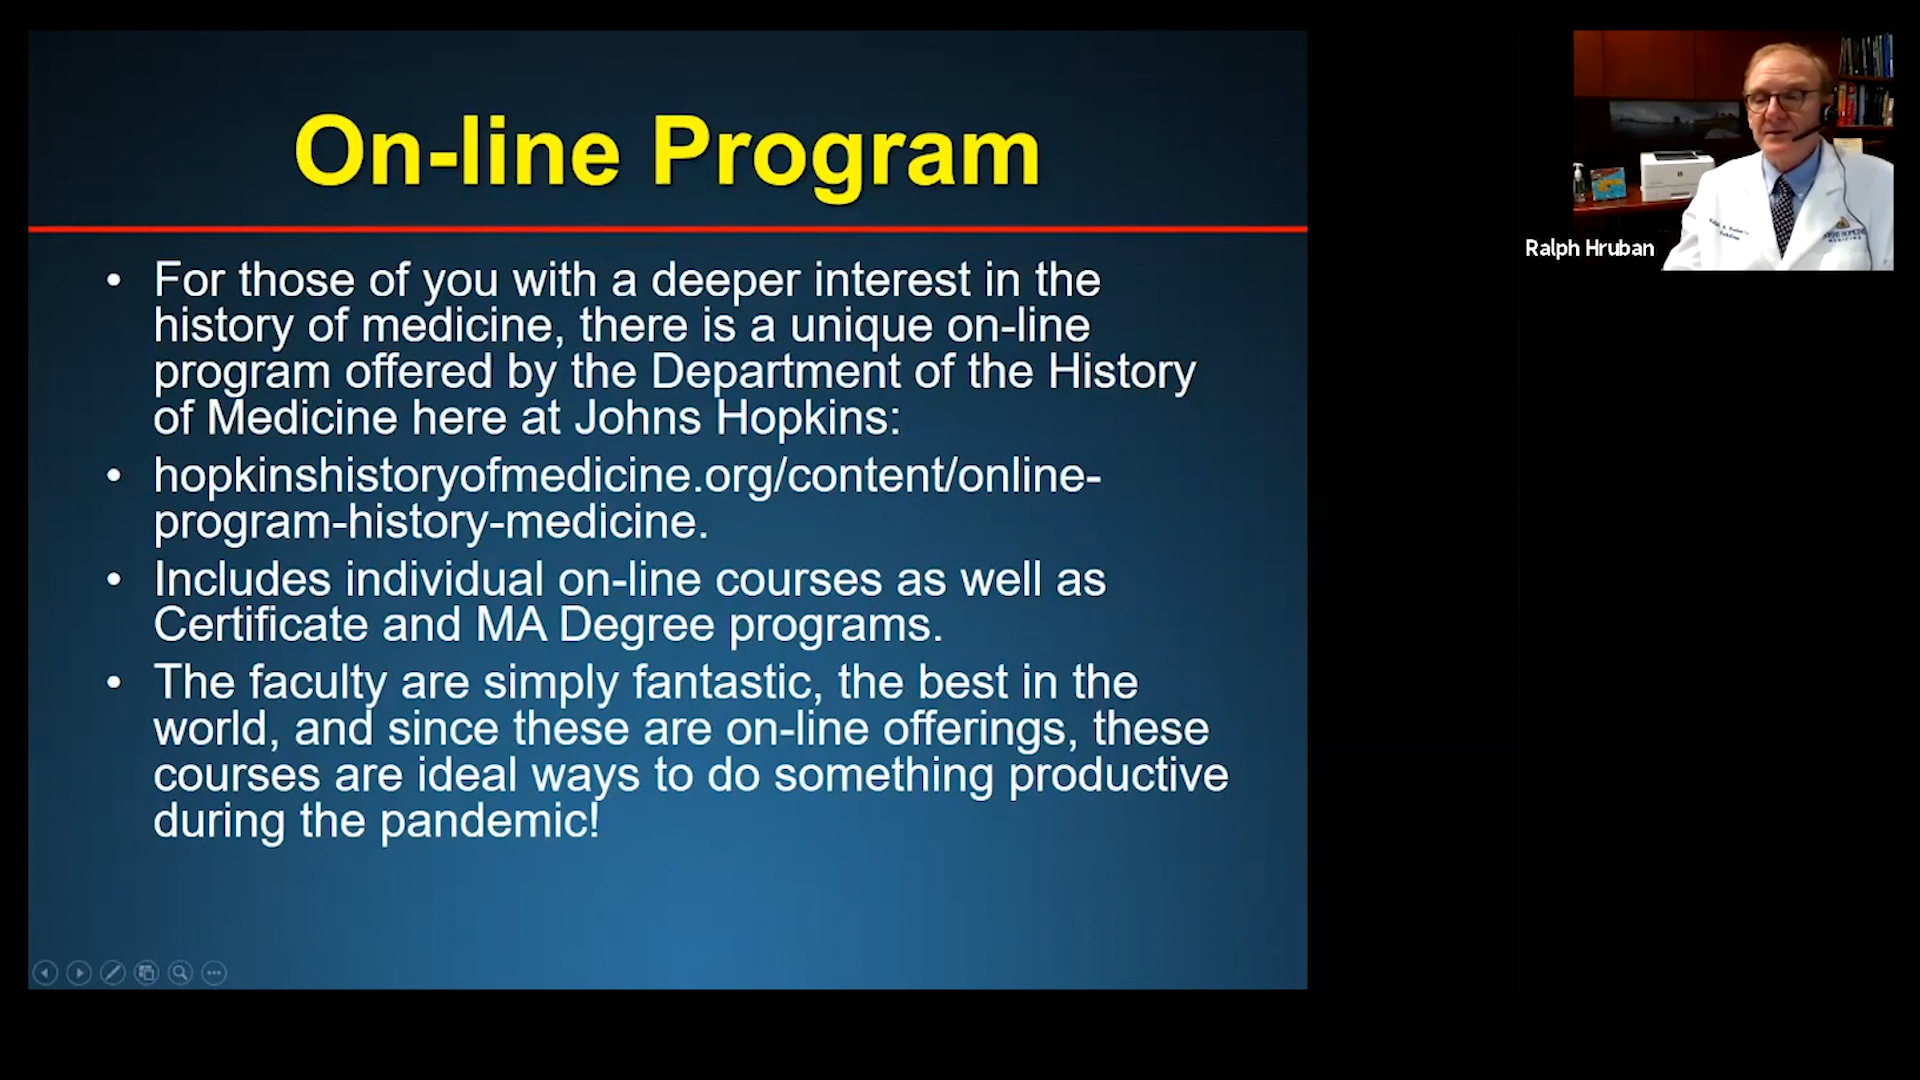 On-line Program
• For those of you with a deeper interest in the
history of medicine, there is a unique on-line
program offered by the Department of the History
of Medicine here at Johns Hopkins:
• hopkinshistoryofmedicine.org/content/online-
program-history-medicine.
• Includes individual on-line courses as well as
Certificate and MA Degree programs.
• The faculty are simply fantastic, the best in the
world, and since these are on-line offerings, these
courses are ideal ways to do something productive
during the pandemic!
Ralph Hruban
JOHNS HOPKINS
MEDICINE